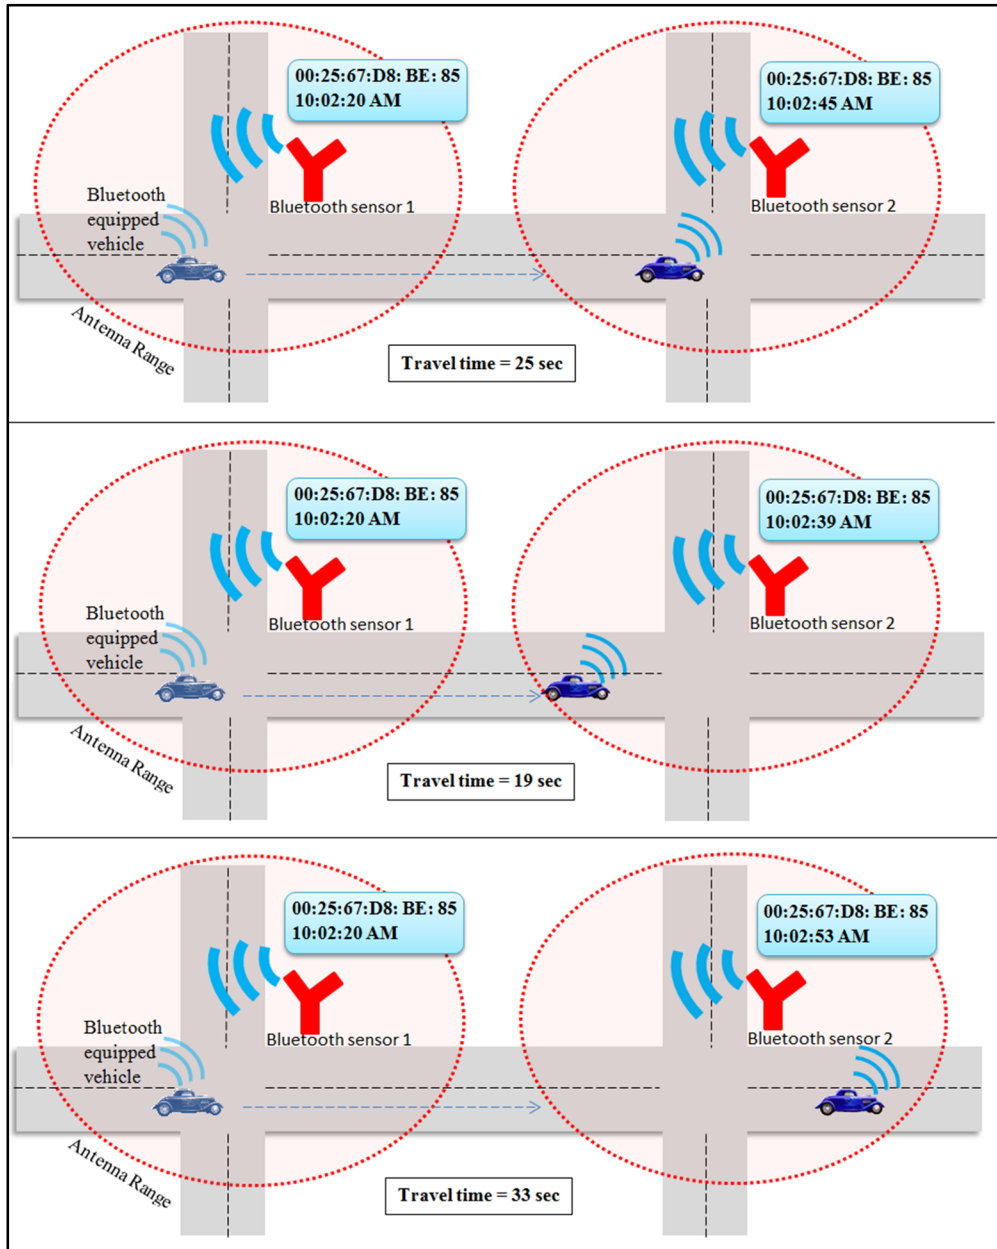 00:25:67:D8: BE: 85
10:02:20 AM
00:25:67:D8: BE: 85
10:02:45 AM
Bluetooth
equipped
vehicle
Bluetooth sensor 1
Bluetooth sensor 2
Antenna Range
Travel time = 25 sec
00:25:67:D8: BE: 85
10:02:20 AM
00:25:67:D8: BE: 85
10:02:39 AM
Bluetooth
equipped
vehicle
Bluetooth sensor 1
Bluetooth sensor 2
Antenna Range
Travel time = 19 sec
00:25:67:D8: BE: 85
10:02:20 AM
00:25:67:D8: BE: 85
10:02:53 AM
Bluetooth
equipped
vehicle
Bluetooth sensor 1
Bluetooth sensor 2
Antenna Range
Travel time = 33 sec